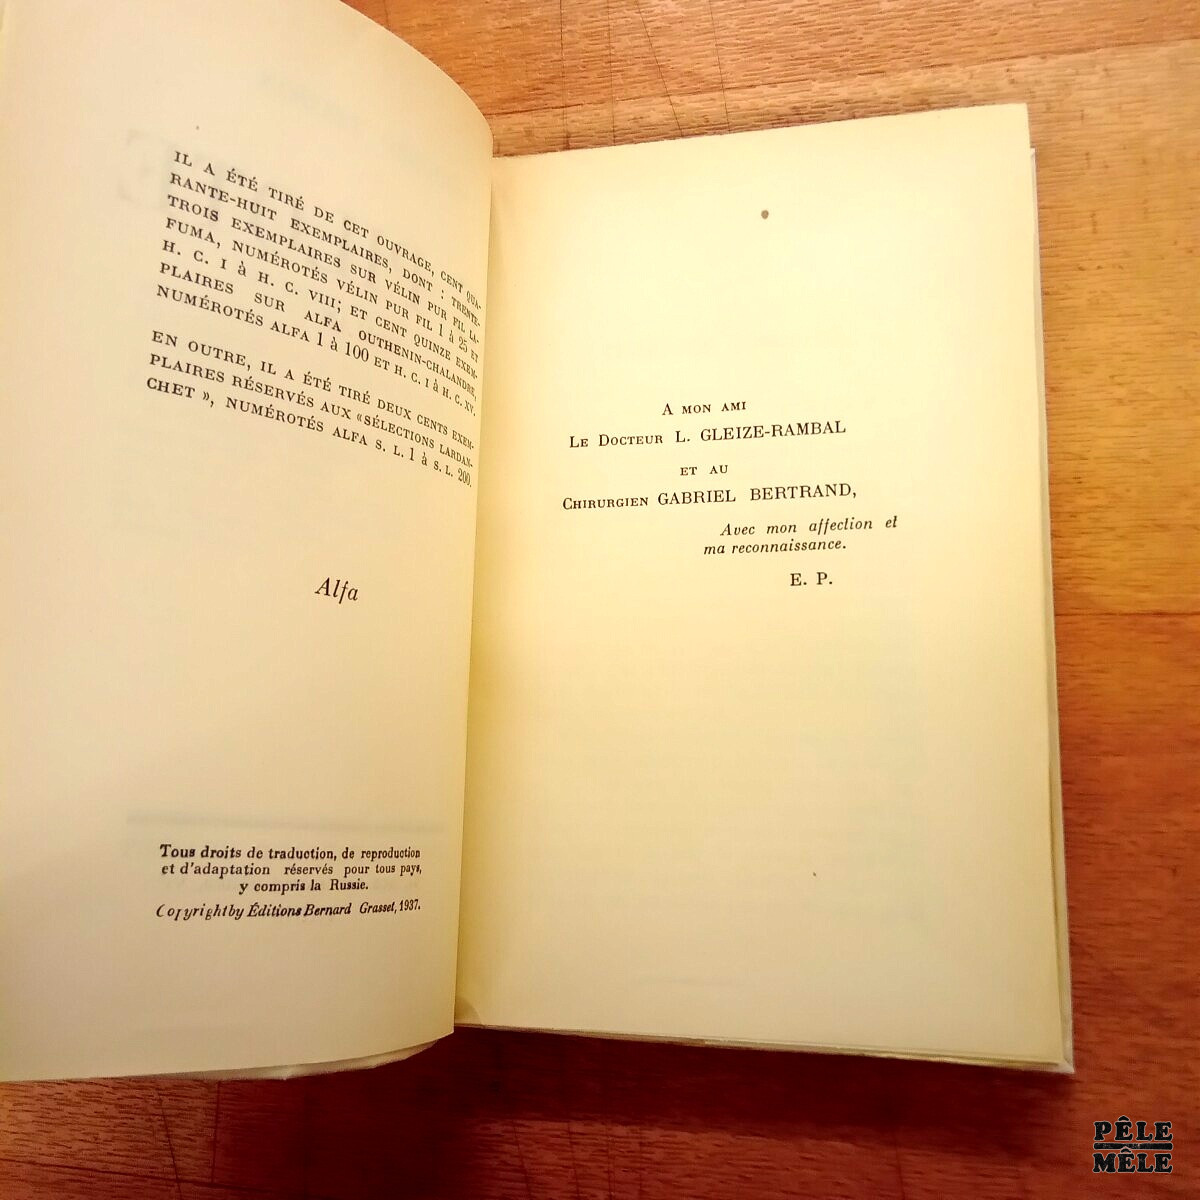 IL A ÉTÉ TIRÉ DE CET OUVRAGE, CENT QUA-
RANTE-HUIT EXEMPLAIRES, DONT : TRENTE-
TROIS EXEMPLAIRES SUR VÉLIN PUR FIL LA-
FUMA, NUMÉROTÉS VÉLIN PUR FIL 1 à 25 ET
H. C. I à H. C. VIII; ET CENT QUINZE EXEM-
PLAIRES SUR ALFA OUTHENIN-CHALANDRE,
NUMÉROTÉS ALFA 1 à 100 ET H. C. I à H. C. XV.
EN OUTRE, IL A ÉTÉ TIRÉ DEUX CENTS EXEM-
PLAIRES RÉSERVÉS AUX «SÉLECTIONS LARDAN-
CHET », NUMÉROTÉS ALFA S. L. 1 à S. L. 200.
Alfa
Tous droits de traduction, de reproduction
et d'adaptation réservés pour tous pays,
y compris la Russie.
Copyright by Éditions Bernard Grasset, 1937.
A MON AMI
LE DOCTEUR L. GLEIZE-RAMBAL
ET AU
CHIRURGIEN GABRIEL BERTRAND,
Avec mon affection et
ma reconnaissance.
E. P.
PÊLE
MÊLE